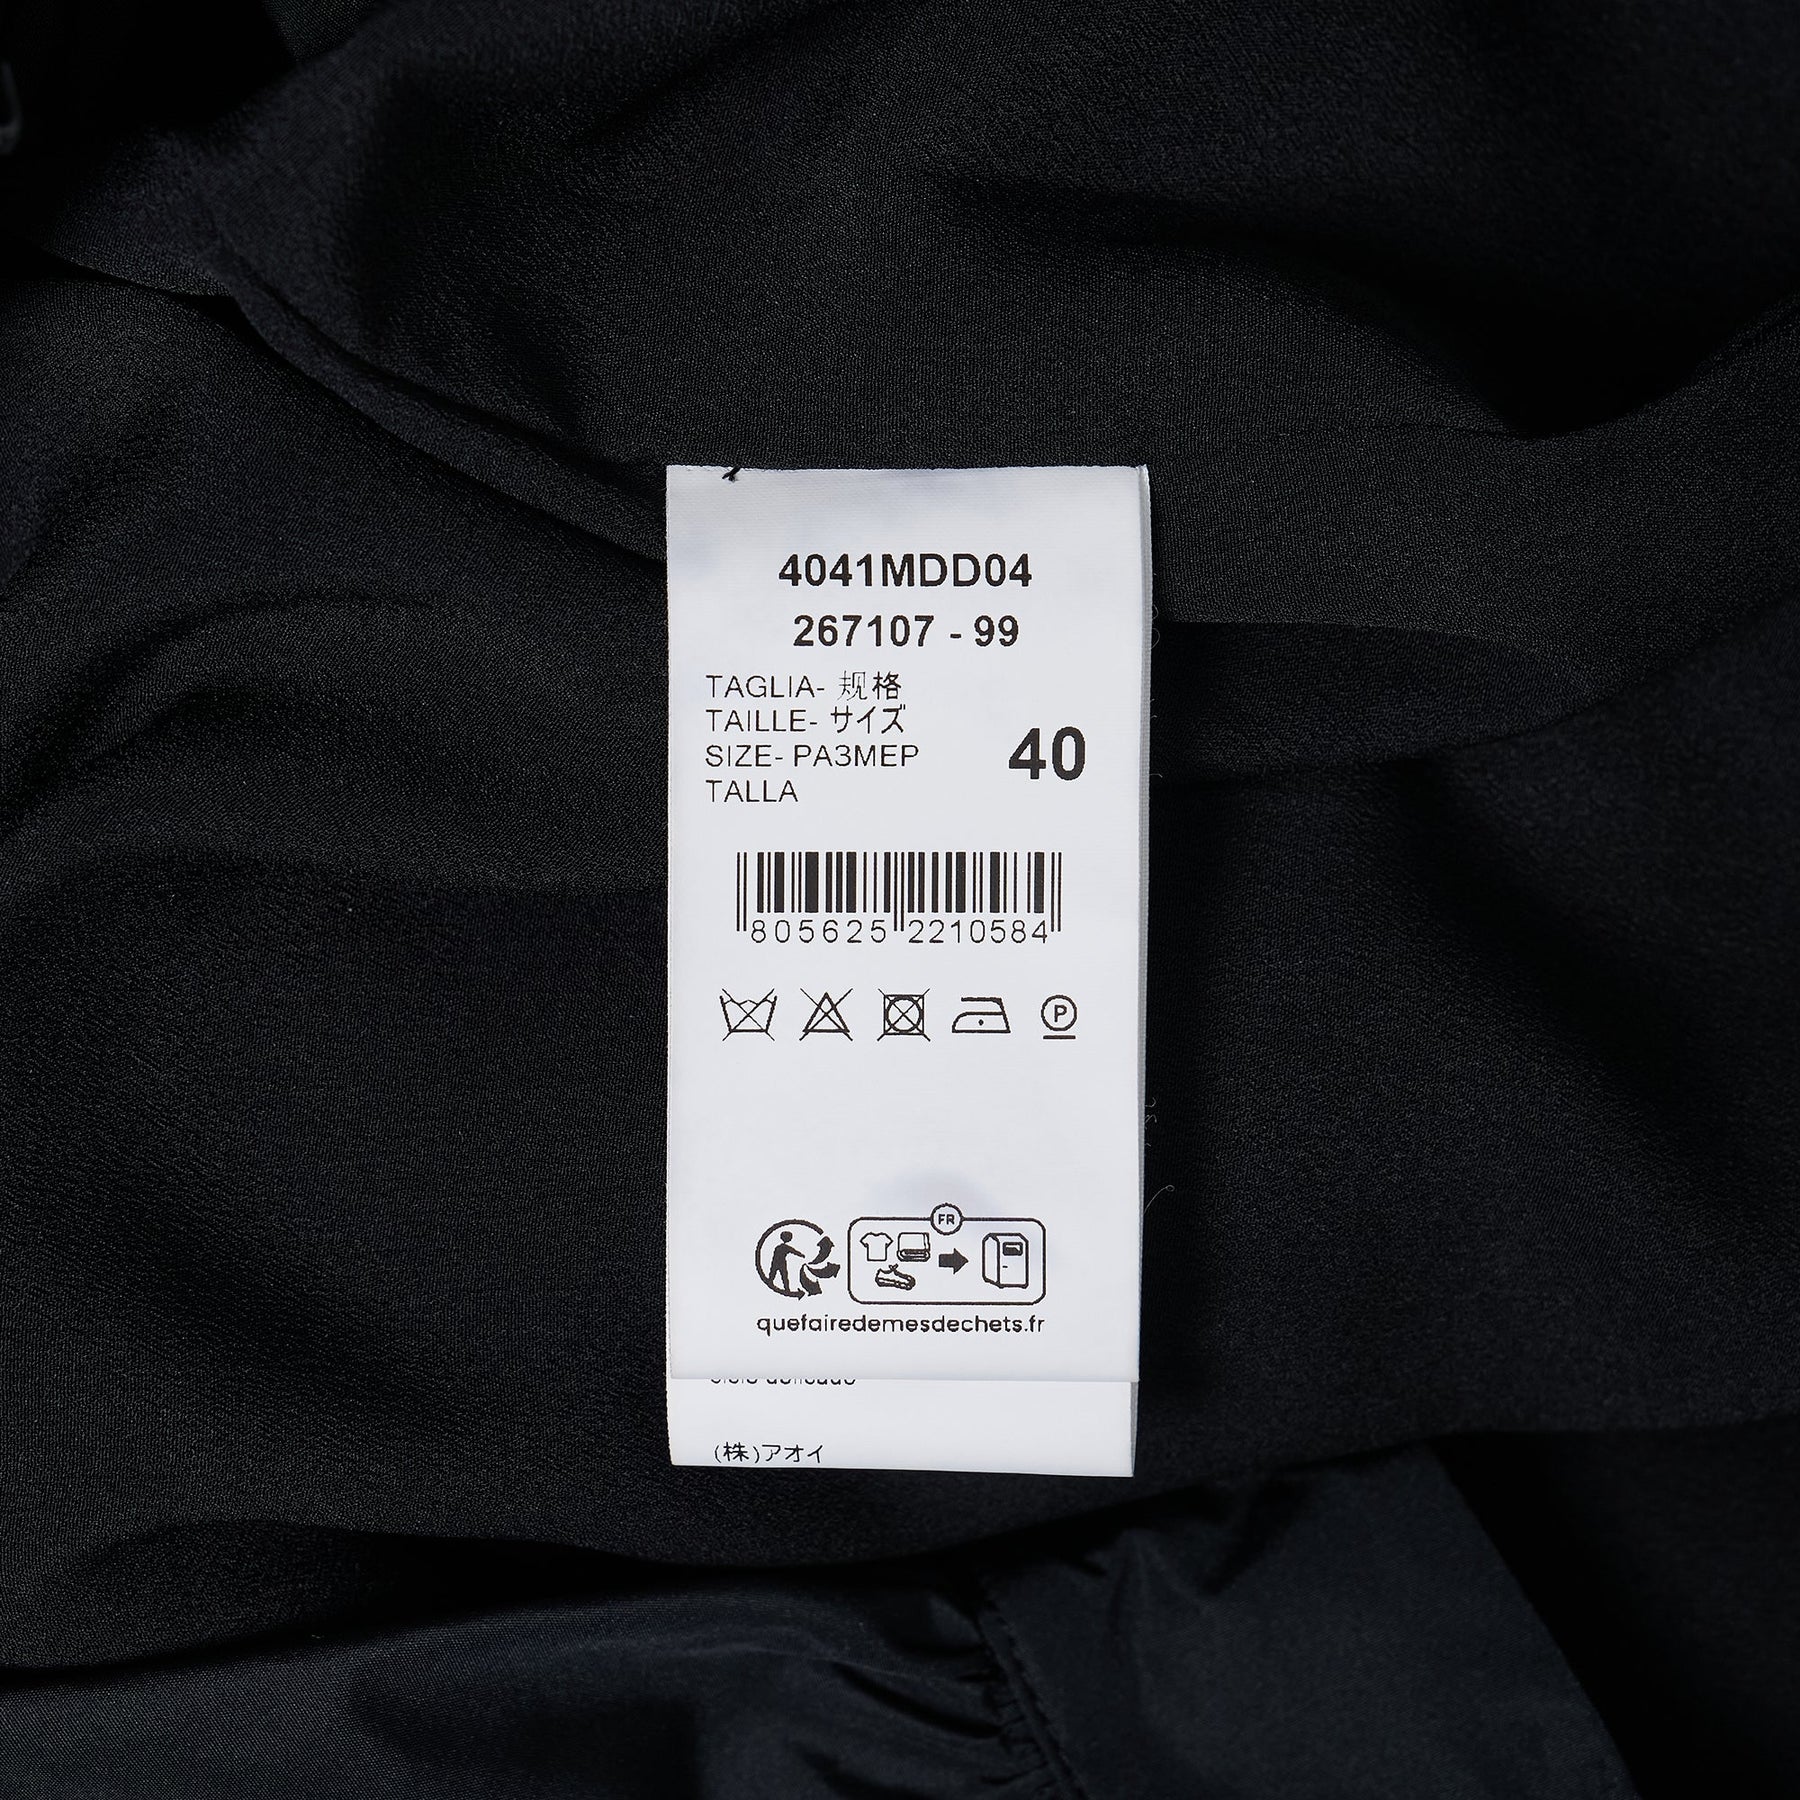 4041MDD04
267107 - 99
TAGLIA- 规格
TAILLE- サイズ
SIZE- РАЗМЕР
TALLA
40
805625 2210584
P
FR
quefairedemesdechets.fr
(株)アオイ